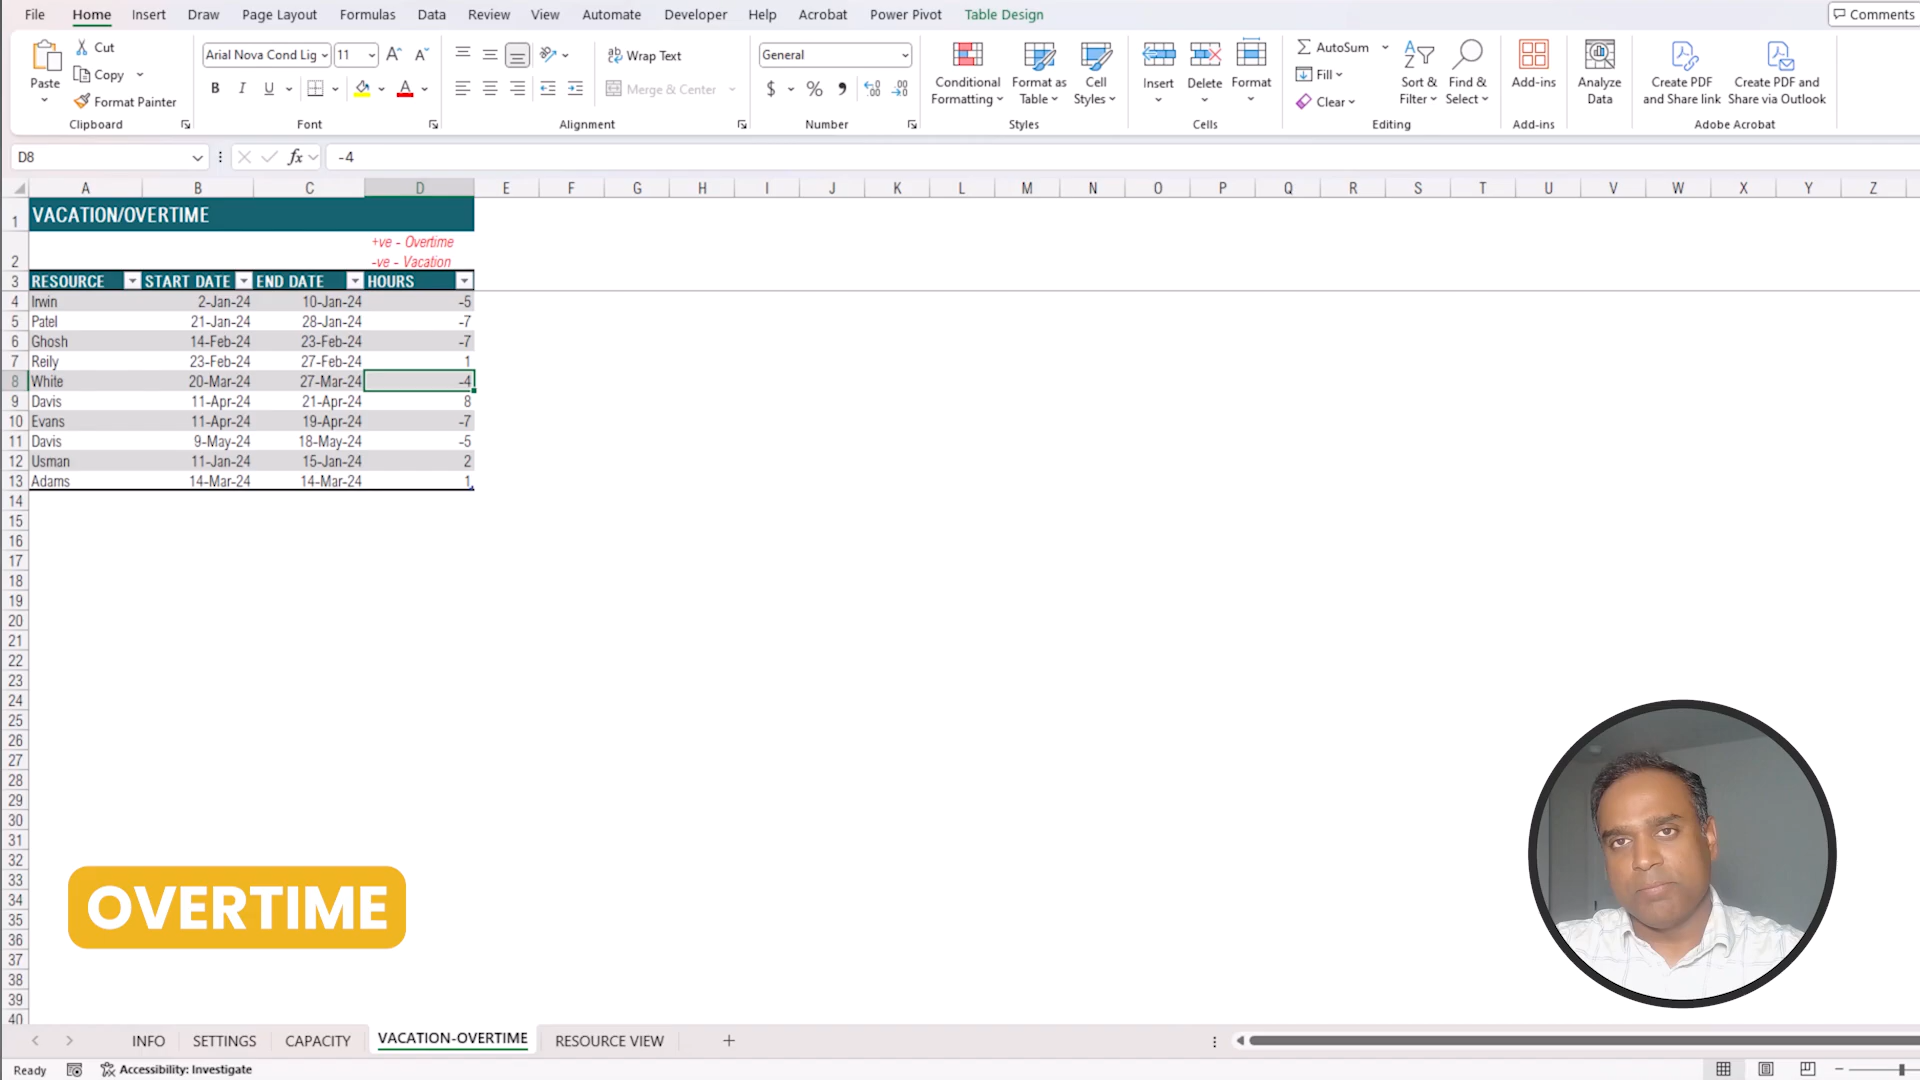 File Home Insert Draw Page Layout Formulas Data Review View Automate Developer Help Acrobat Power Pivot Table Design Comments
Paste Cut Copy Format Painter Clipboard
Arial Nova Cond Lig 11 A A B I U A Font
ab Wrap Text Merge & Center Alignment
General $ % Number
Conditional Formatting Format as Table Cell Styles Styles
Insert Delete Format Cells
AutoSum Fill Clear Sort & Filter Find & Select Editing
Add-ins Add-ins
Analyze Data
Create PDF and Share link Create PDF and Share via Outlook Adobe Acrobat
D8 fx -4
A B C D E F G H I J K L M N O P Q R S T U V W X Y Z
1 VACATION/OVERTIME
+ve - Overtime
2 -ve - Vacation
3 RESOURCE START DATE END DATE HOURS
4 Irwin 2-Jan-24 10-Jan-24 -5
5 Patel 21-Jan-24 28-Jan-24 -7
6 Ghosh 14-Feb-24 23-Feb-24 -7
7 Reily 23-Feb-24 27-Feb-24 1
8 White 20-Mar-24 27-Mar-24 -4
9 Davis 11-Apr-24 21-Apr-24 8
10 Evans 11-Apr-24 19-Apr-24 -7
11 Davis 9-May-24 18-May-24 -5
12 Usman 11-Jan-24 15-Jan-24 2
13 Adams 14-Mar-24 14-Mar-24 1
14
15
16
17
18
19
20
21
22
23
24
25
26
27
28
29
30
31
32
33
34
35
36
37
38
39
40
OVERTIME
INFO SETTINGS CAPACITY VACATION-OVERTIME RESOURCE VIEW +
Ready Accessibility: Investigate